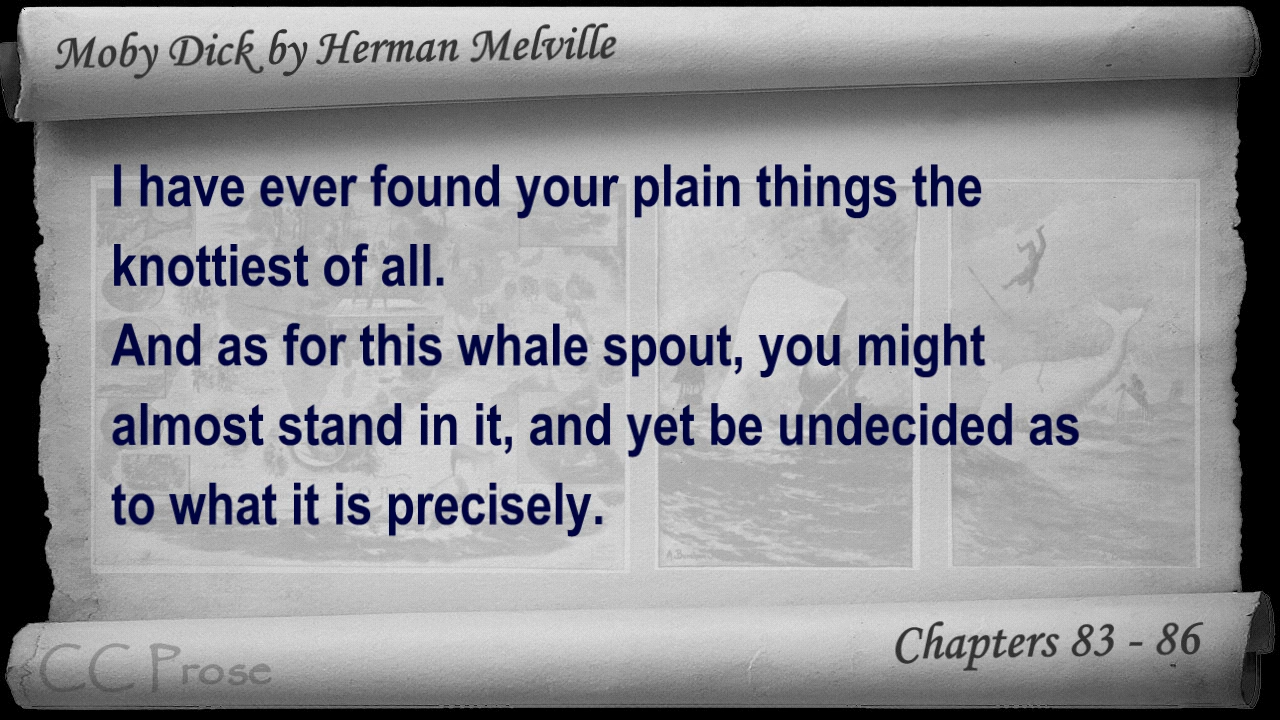 Moby Dick by Herman Melville
I have ever found your plain things the
knottiest of all.
And as for this whale spout, you might
almost stand in it, and yet be undecided as
to what it is precisely.
Chapters 83 - 86
CC Prose